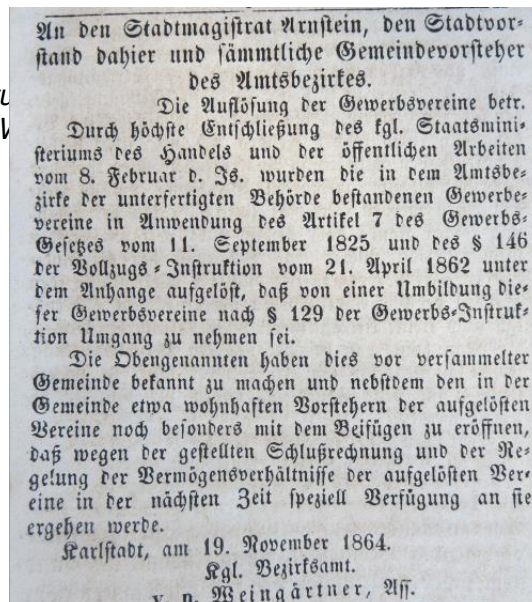 An den Stadtmagistrat Arnstein, den Stadtvor-
stand dahier und sämmtliche Gemeindevorsteher
des Amtsbezirkes.
Die Auflösung der Gewerbsvereine betr.
Durch höchste Entschließung des kgl. Staatsmini-
steriums des Handels und der öffentlichen Arbeiten
vom 8. Februar d. Js. wurden die in dem Amtsbe-
zirke der unterfertigten Behörde bestandenen Gewerbe-
vereine in Anwendung des Artikel 7 des Gewerbs-
Gesetzes vom 11. September 1825 und des § 146
der Vollzugs-Instruktion vom 21. April 1862 unter
dem Anhange aufgelöst, daß von einer Umbildung die-
ser Gewerbsvereine nach § 129 der Gewerbs-Instruk-
tion Umgang zu nehmen sei.
Die Obengenannten haben dies vor versammelter
Gemeinde bekannt zu machen und nebstdem den in der
Gemeinde etwa wohnhaften Vorstehern der aufgelösten
Vereine noch besonders mit dem Beifügen zu eröffnen,
daß wegen der gestellten Schlußrechnung und der Re-
gelung der Vermögensverhältnisse der aufgelösten Ver-
eine in der nächsten Zeit speziell Verfügung an sie
ergehen werde.
Karlstadt, am 19. November 1864.
Kgl. Bezirksamt.
v. n. Weingärtner, Ass.